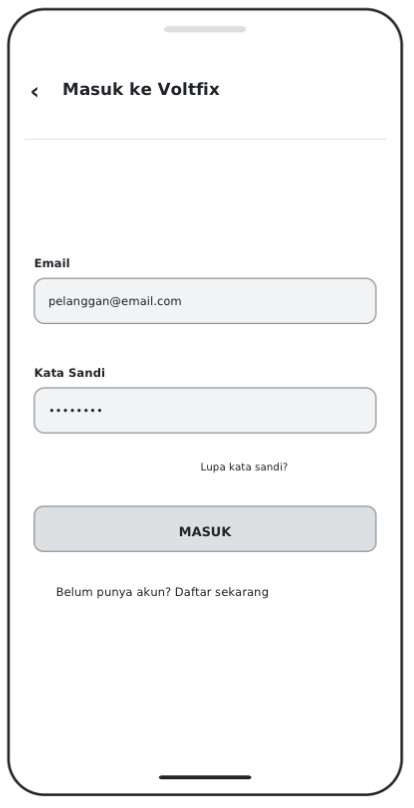 ‹ Masuk ke Voltfix
Email
pelanggan@email.com
Kata Sandi
••••••••
Lupa kata sandi?
MASUK
Belum punya akun? Daftar sekarang